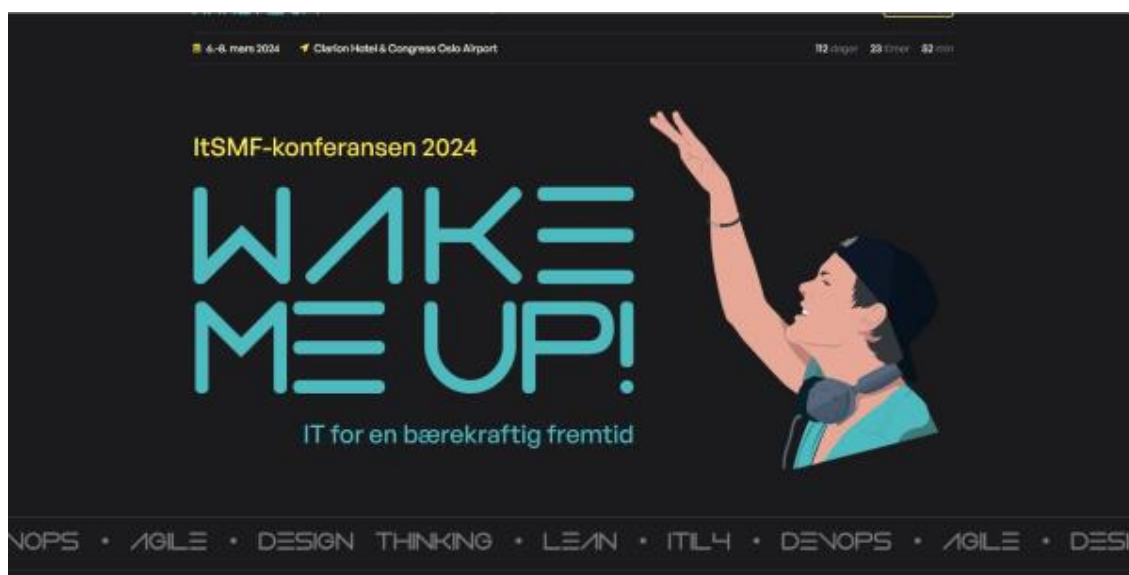 6.-8. mars 2024 Clarion Hotel & Congress Oslo Airport 112 dager 23 timer 52 min
ItSMF-konferansen 2024
WAKE
ME UP!
IT for en bærekraftig fremtid
VOPS • AGILE • DESIGN THINKING • LEAN • ITIL4 • DEVOPS • AGILE • DESI